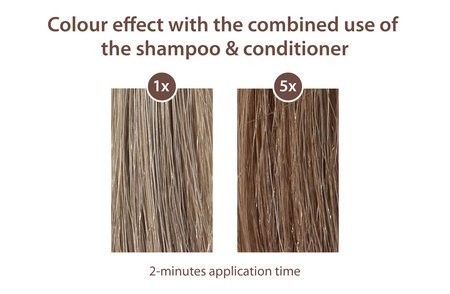 Colour effect with the combined use of
the shampoo & conditioner
1x
5x
2-minutes application time